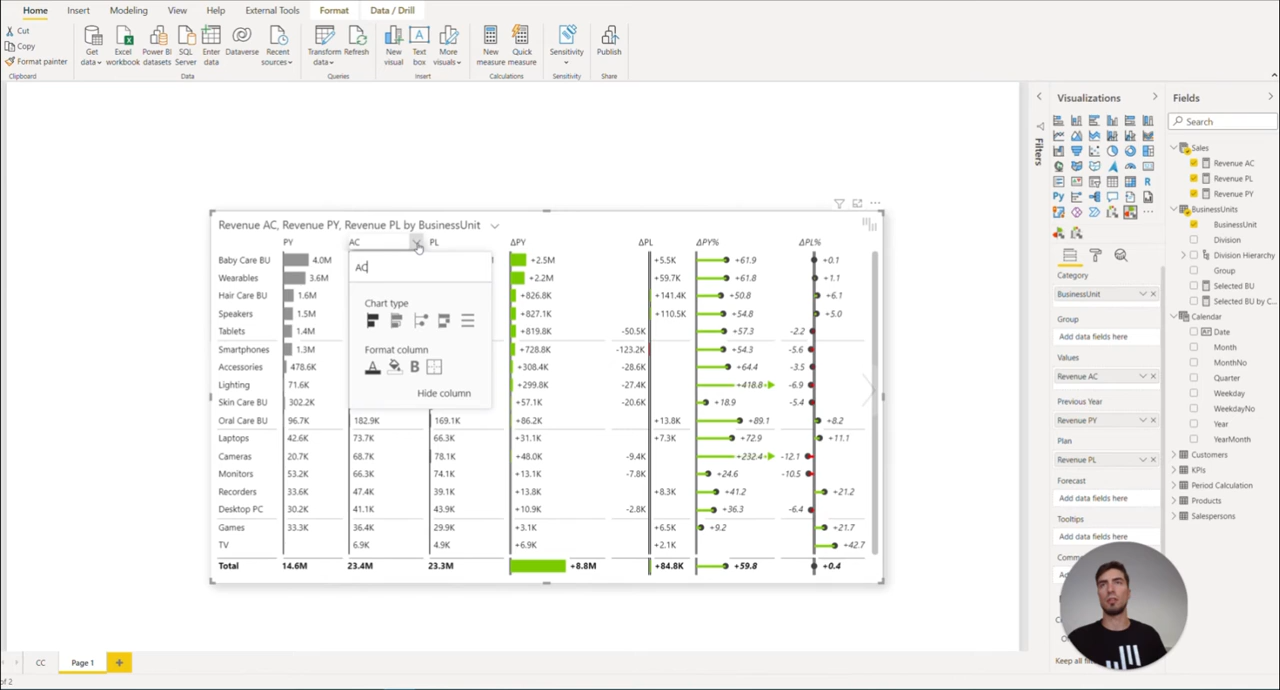 Home Insert Modeling View Help External Tools Format Data / Drill
Cut
Copy
Format painter
Clipboard
Get data
Excel workbook
Power BI datasets
SQL Server
Enter data
Dataverse
Recent sources
Data
Transform data
Refresh
Queries
New visual
Text box
More visuals
Insert
New measure
Quick measure
Calculations
Sensitivity
Sensitivity
Publish
Share
Revenue AC, Revenue PY, Revenue PL by BusinessUnit
PY AC PL ΔPY ΔPL ΔPY% ΔPL%
Baby Care BU 4.0M +2.5M +5.5K +61.9 +0.1
Wearables 3.6M +2.2M +59.7K +61.8 +1.1
Hair Care BU 1.6M +826.8K +141.4K +50.8 +6.1
Speakers 1.5M +827.1K +110.5K +54.8 +5.0
Tablets 1.4M +819.8K -50.5K +57.3 -2.2
Smartphones 1.3M +728.8K -123.2K +54.3 -5.6
Accessories 478.6K +308.4K -28.6K +64.4 -3.5
Lighting 71.6K +299.8K -27.4K +418.8 -6.9
Skin Care BU 302.2K +57.1K -20.6K +18.9 -5.4
Oral Care BU 96.7K 182.9K 169.1K +86.2K +13.8K +89.1 +8.2
Laptops 42.6K 73.7K 66.3K +31.1K +7.3K +72.9 +11.1
Cameras 20.7K 68.7K 78.1K +48.0K -9.4K +232.4 -12.1
Monitors 53.2K 66.3K 74.1K +13.1K -7.8K +24.6 -10.5
Recorders 33.6K 47.4K 39.1K +13.8K +8.3K +41.2 +21.2
Desktop PC 30.2K 41.1K 43.9K +10.9K -2.8K +36.3 -6.4
Games 33.3K 36.4K 29.9K +3.1K +6.5K +9.2 +21.7
TV 6.9K 4.9K +6.9K +2.1K +42.7
Total 14.6M 23.4M 23.3M +8.8M +84.8K +59.8 +0.4
AC
Chart type
Format column
A B
Hide column
Filters
Visualizations
R
Py
Category
BusinessUnit
Group
Add data fields here
Values
Revenue AC
Previous Year
Revenue PY
Plan
Revenue PL
Forecast
Add data fields here
Tooltips
Add data fields here
Keep all
Fields
Search
Sales
Revenue AC
Revenue PL
Revenue PY
BusinessUnits
BusinessUnit
Division
Division Hierarchy
Group
Selected BU
Selected BU by C...
Calendar
Date
Month
MonthNo
Quarter
Weekday
WeekdayNo
Year
YearMonth
Customers
KPIs
Period Calculation
Products
Salespersons
CC Page 1 +
of 2